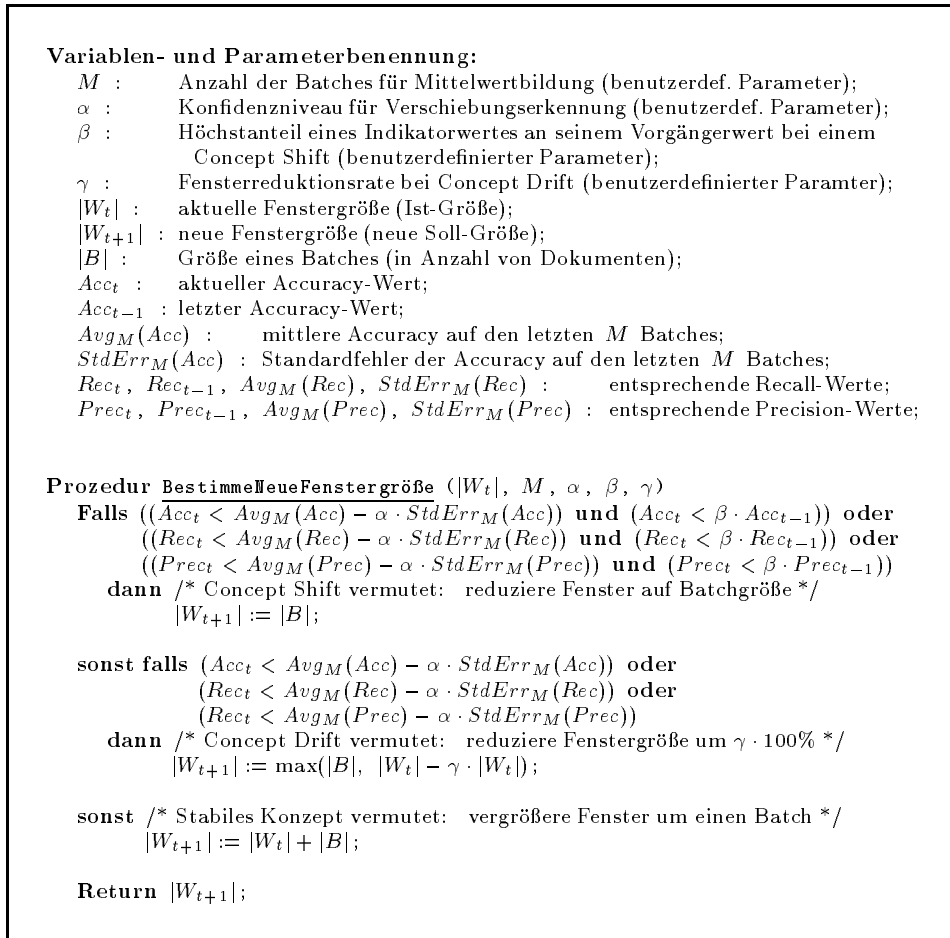 Variablen- und Parameterbenennung:
M : Anzahl der Batches für Mittelwertbildung (benutzerdef. Parameter);
α : Konfidenzniveau für Verschiebungserkennung (benutzerdef. Parameter);
β : Höchstanteil eines Indikatorwertes an seinem Vorgängerwert bei einem
Concept Shift (benutzerdefinierter Parameter);
γ : Fensterreduktionsrate bei Concept Drift (benutzerdefinierter Paramter);
|W_t| : aktuelle Fenstergröße (Ist-Größe);
|W_{t+1}| : neue Fenstergröße (neue Soll-Größe);
|B| : Größe eines Batches (in Anzahl von Dokumenten);
Acc_t : aktueller Accuracy-Wert;
Acc_{t−1} : letzter Accuracy-Wert;
Avg_M(Acc) : mittlere Accuracy auf den letzten M Batches;
StdErr_M(Acc) : Standardfehler der Accuracy auf den letzten M Batches;
Rec_t, Rec_{t−1}, Avg_M(Rec), StdErr_M(Rec) : entsprechende Recall-Werte;
Prec_t, Prec_{t−1}, Avg_M(Prec), StdErr_M(Prec) : entsprechende Precision-Werte;
Prozedur BestimmeNeueFenstergröße (|W_t|, M, α, β, γ)
Falls ((Acc_t < Avg_M(Acc) − α · StdErr_M(Acc)) und (Acc_t < β · Acc_{t−1})) oder
((Rec_t < Avg_M(Rec) − α · StdErr_M(Rec)) und (Rec_t < β · Rec_{t−1})) oder
((Prec_t < Avg_M(Prec) − α · StdErr_M(Prec)) und (Prec_t < β · Prec_{t−1}))
dann /* Concept Shift vermutet: reduziere Fenster auf Batchgröße */
|W_{t+1}| := |B|;
sonst falls (Acc_t < Avg_M(Acc) − α · StdErr_M(Acc)) oder
(Rec_t < Avg_M(Rec) − α · StdErr_M(Rec)) oder
(Rec_t < Avg_M(Prec) − α · StdErr_M(Prec))
dann /* Concept Drift vermutet: reduziere Fenstergröße um γ · 100% */
|W_{t+1}| := max(|B|, |W_t| − γ · |W_t|);
sonst /* Stabiles Konzept vermutet: vergrößere Fenster um einen Batch */
|W_{t+1}| := |W_t| + |B|;
Return |W_{t+1}|;